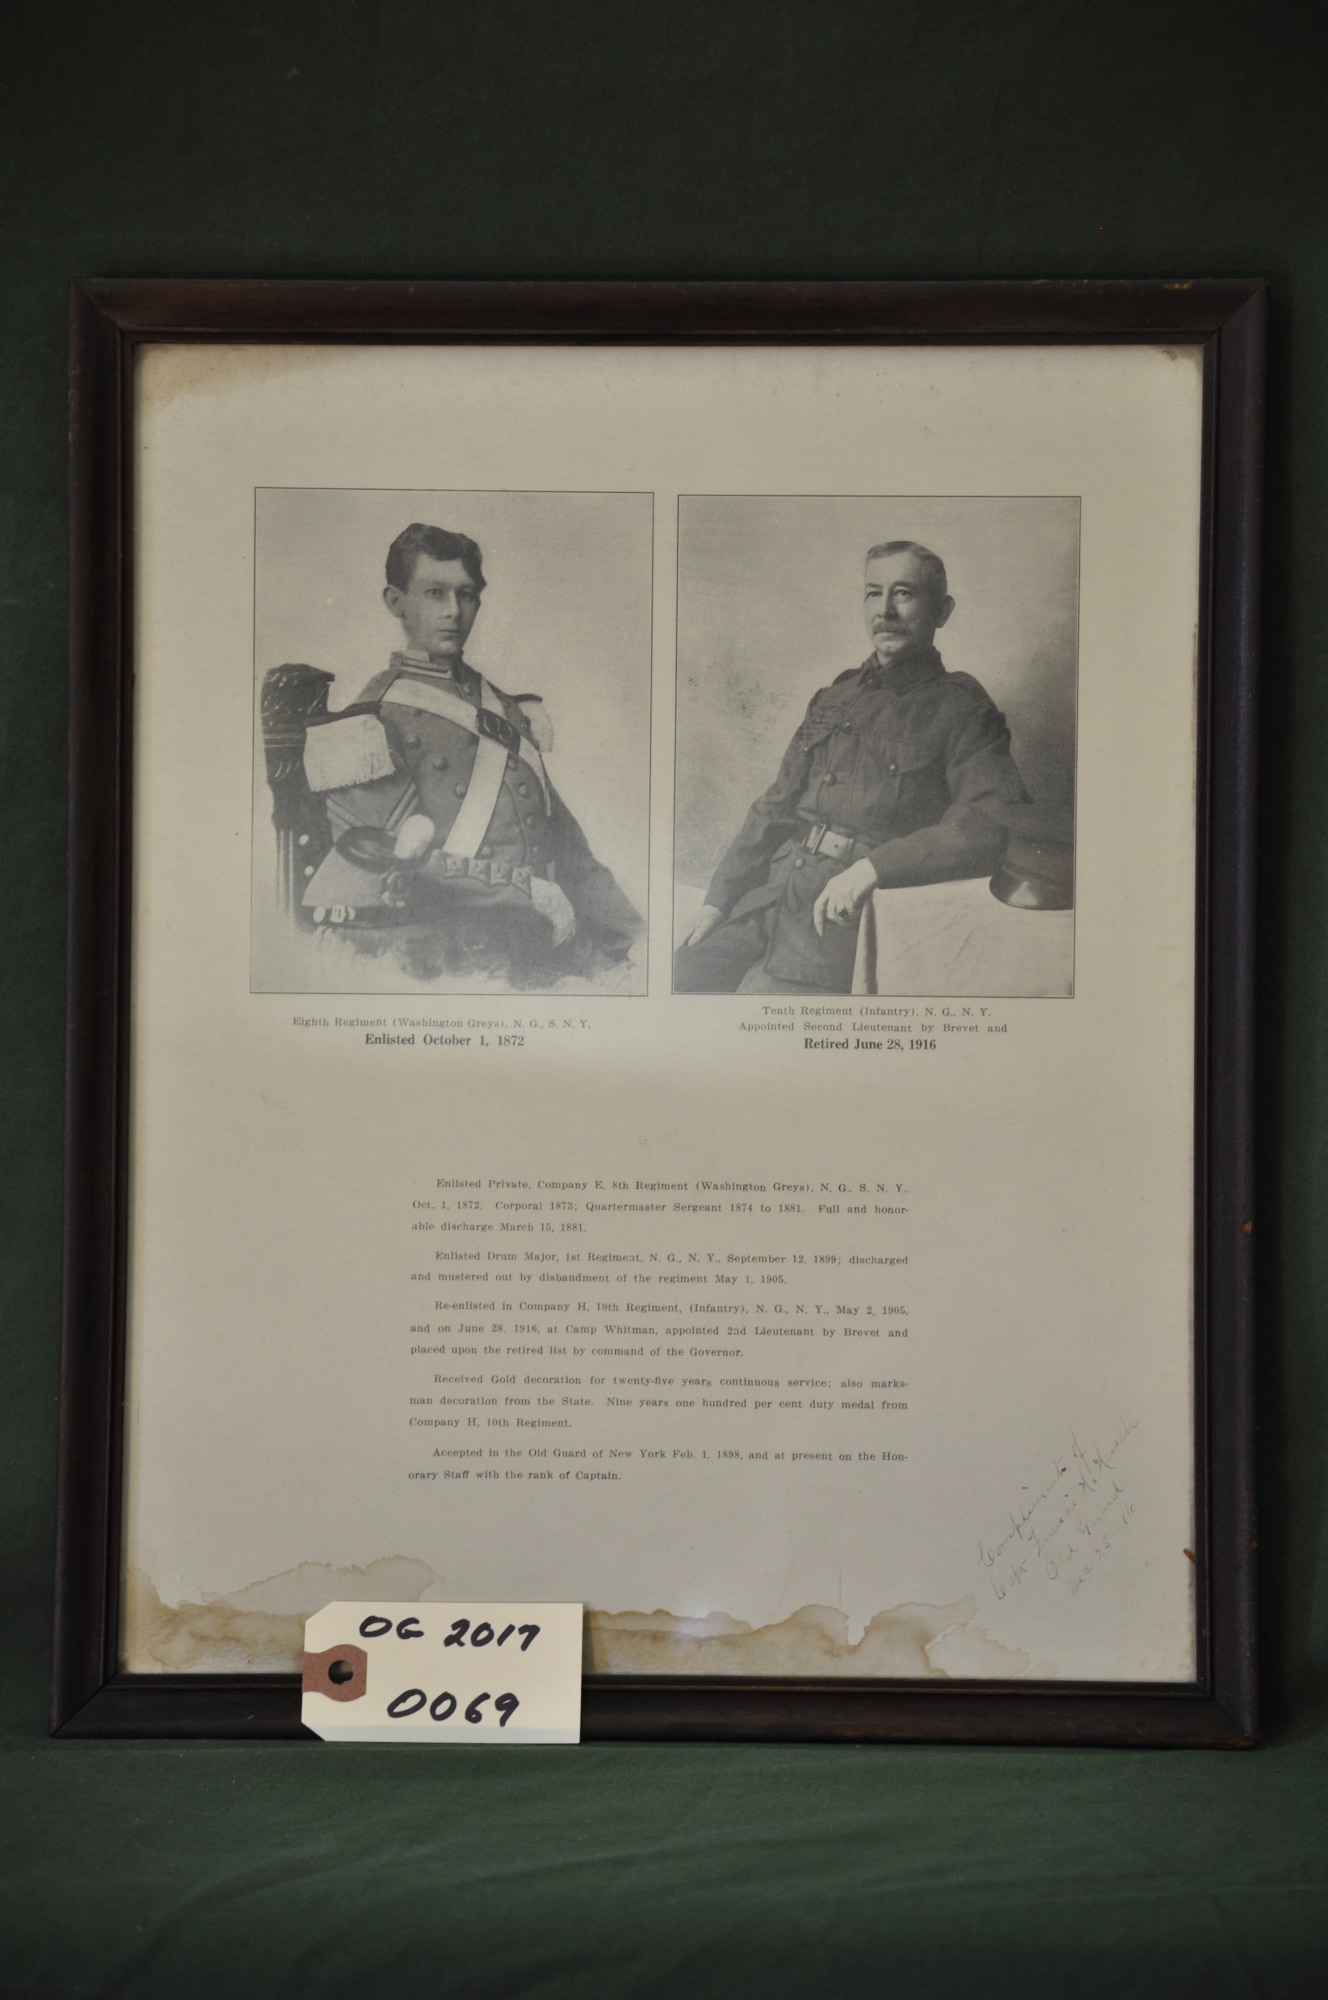 Eighth Regiment (Washington Greys), N. G., S. N. Y.
Enlisted October 1, 1872
Tenth Regiment (Infantry), N. G., N. Y.
Appointed Second Lieutenant by Brevet and
Retired June 28, 1916
Enlisted Private, Company E, 8th Regiment (Washington Greys), N. G., S. N. Y.,
Oct. 1, 1872. Corporal 1873; Quartermaster Sergeant 1874 to 1881. Full and honor-
able discharge March 15, 1881.
Enlisted Drum Major, 1st Regiment, N. G., N. Y., September 12, 1899; discharged
and mustered out by disbandment of the regiment May 1, 1905.
Re-enlisted in Company H, 10th Regiment, (Infantry), N. G., N. Y., May 2, 1905,
and on June 28, 1916, at Camp Whitman, appointed 2nd Lieutenant by Brevet and
placed upon the retired list by command of the Governor.
Received Gold decoration for twenty-five years continuous service; also marks-
man decoration from the State. Nine years one hundred per cent duty medal from
Company H, 10th Regiment.
Accepted in the Old Guard of New York Feb. 1, 1898, and at present on the Hon-
orary Staff with the rank of Captain.
Compliments of
Capt
Old Guard
Dec 25 16
OG 2017
0069